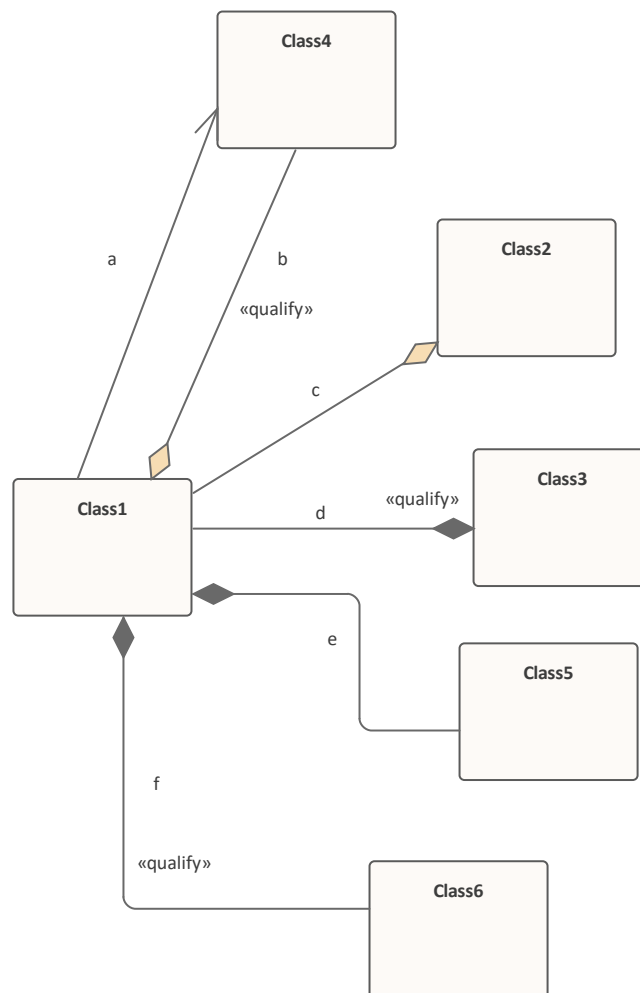 Class4
a
b
«qualify»
Class2
c
Class1
Class3
«qualify»
d
e
Class5
f
«qualify»
Class6